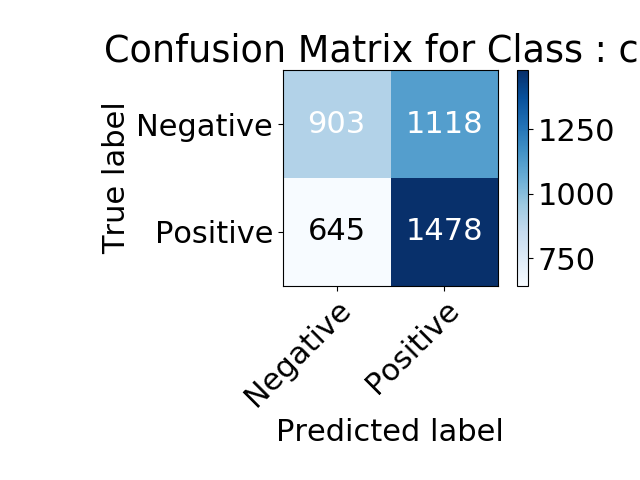 Confusion Matrix for Class : c
True label
Negative 903 1118
Positive 645 1478
1250
1000
750
Negative Positive
Predicted label